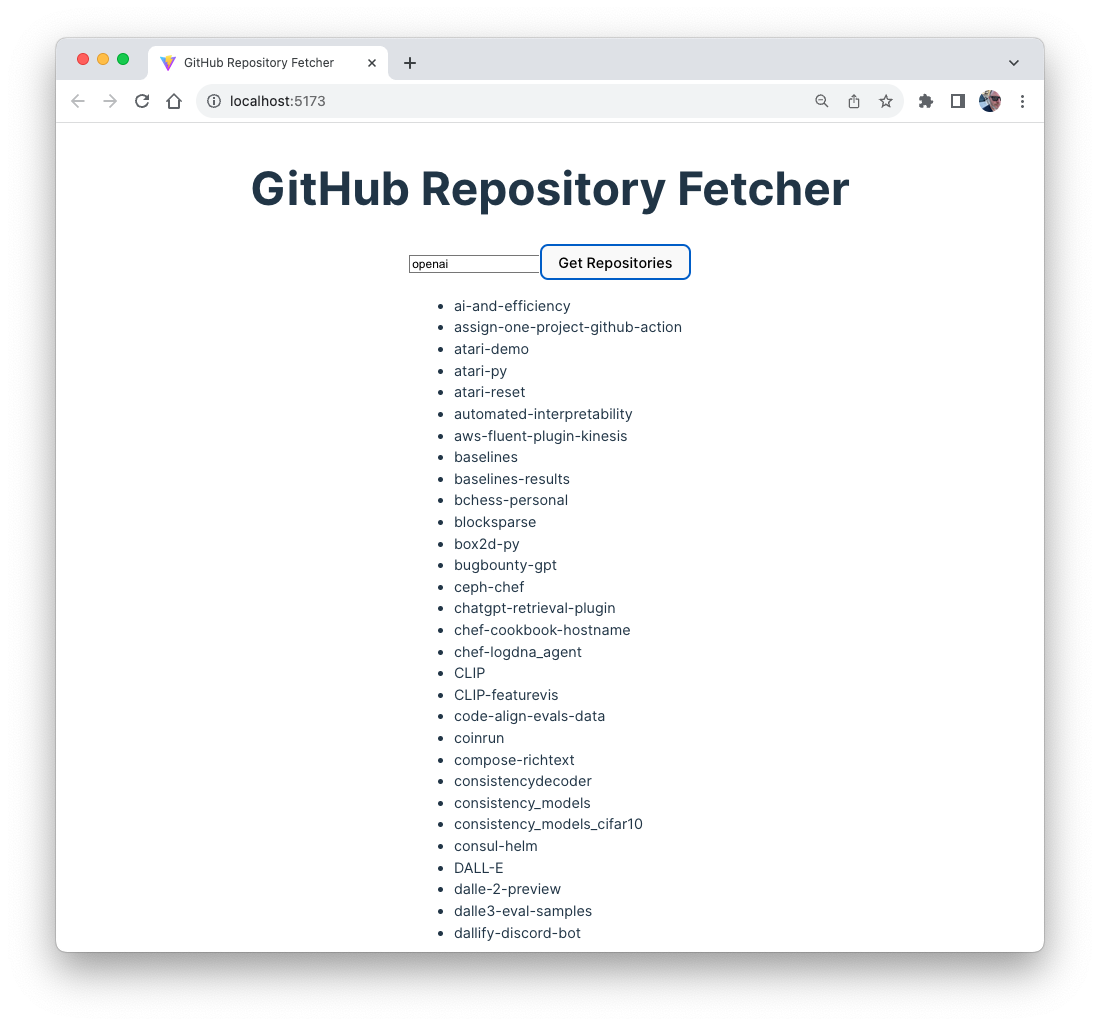 GitHub Repository Fetcher
localhost:5173
GitHub Repository Fetcher
openai Get Repositories
ai-and-efficiency
assign-one-project-github-action
atari-demo
atari-py
atari-reset
automated-interpretability
aws-fluent-plugin-kinesis
baselines
baselines-results
bchess-personal
blocksparse
box2d-py
bugbounty-gpt
ceph-chef
chatgpt-retrieval-plugin
chef-cookbook-hostname
chef-logdna_agent
CLIP
CLIP-featurevis
code-align-evals-data
coinrun
compose-richtext
consistencydecoder
consistency_models
consistency_models_cifar10
consul-helm
DALL-E
dalle-2-preview
dalle3-eval-samples
dallify-discord-bot